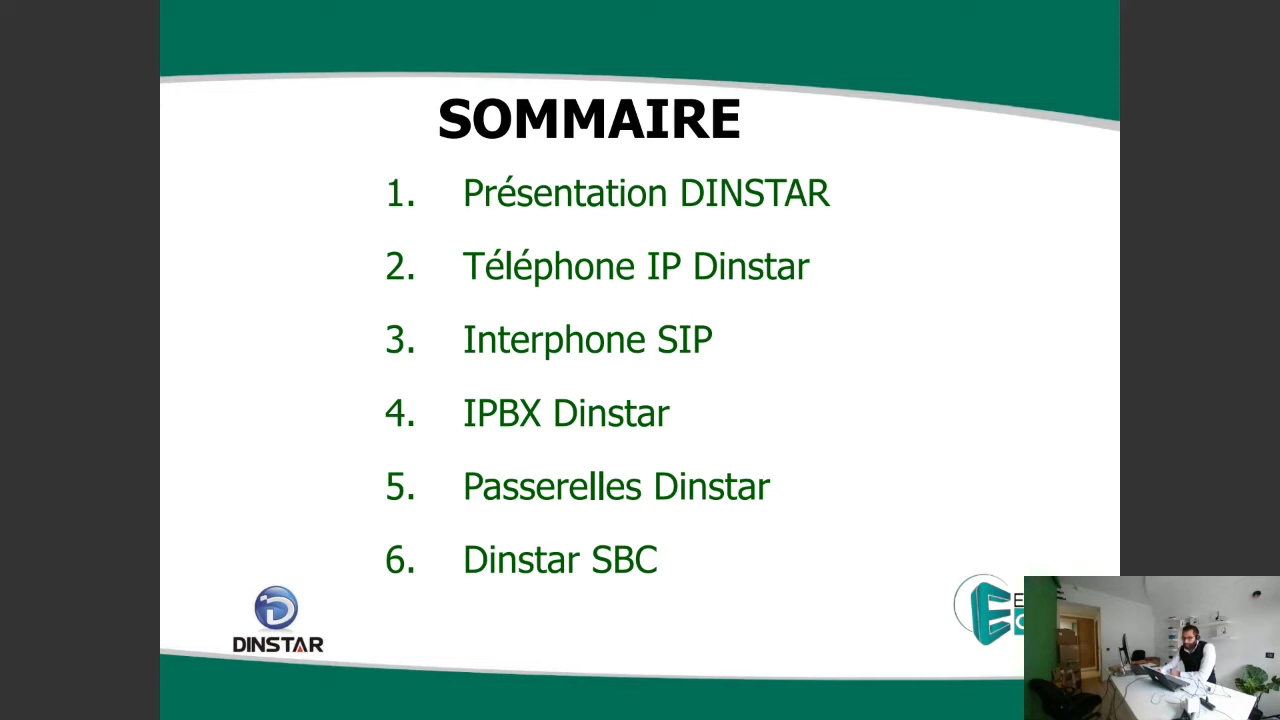 SOMMAIRE
1. Présentation DINSTAR
2. Téléphone IP Dinstar
3. Interphone SIP
4. IPBX Dinstar
5. Passerelles Dinstar
6. Dinstar SBC
DINSTAR